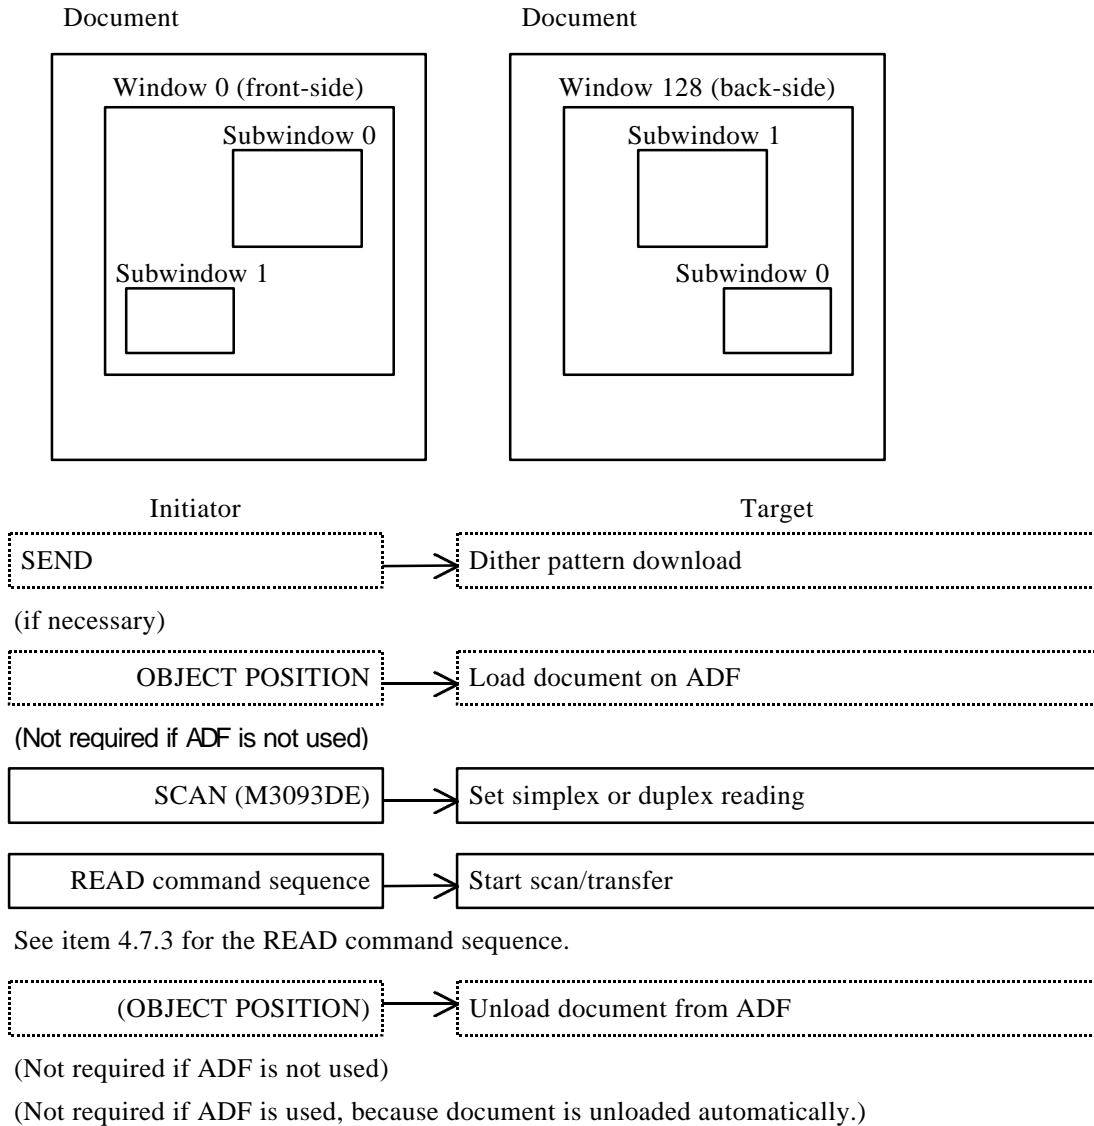 Document Document
Window 0 (front-side) Window 128 (back-side)
Subwindow 0 Subwindow 1
Subwindow 1 Subwindow 0
Initiator Target
SEND Dither pattern download
(if necessary)
OBJECT POSITION Load document on ADF
(Not required if ADF is not used)
SCAN (M3093DE) Set simplex or duplex reading
READ command sequence Start scan/transfer
See item 4.7.3 for the READ command sequence.
(OBJECT POSITION) Unload document from ADF
(Not required if ADF is not used)
(Not required if ADF is used, because document is unloaded automatically.)